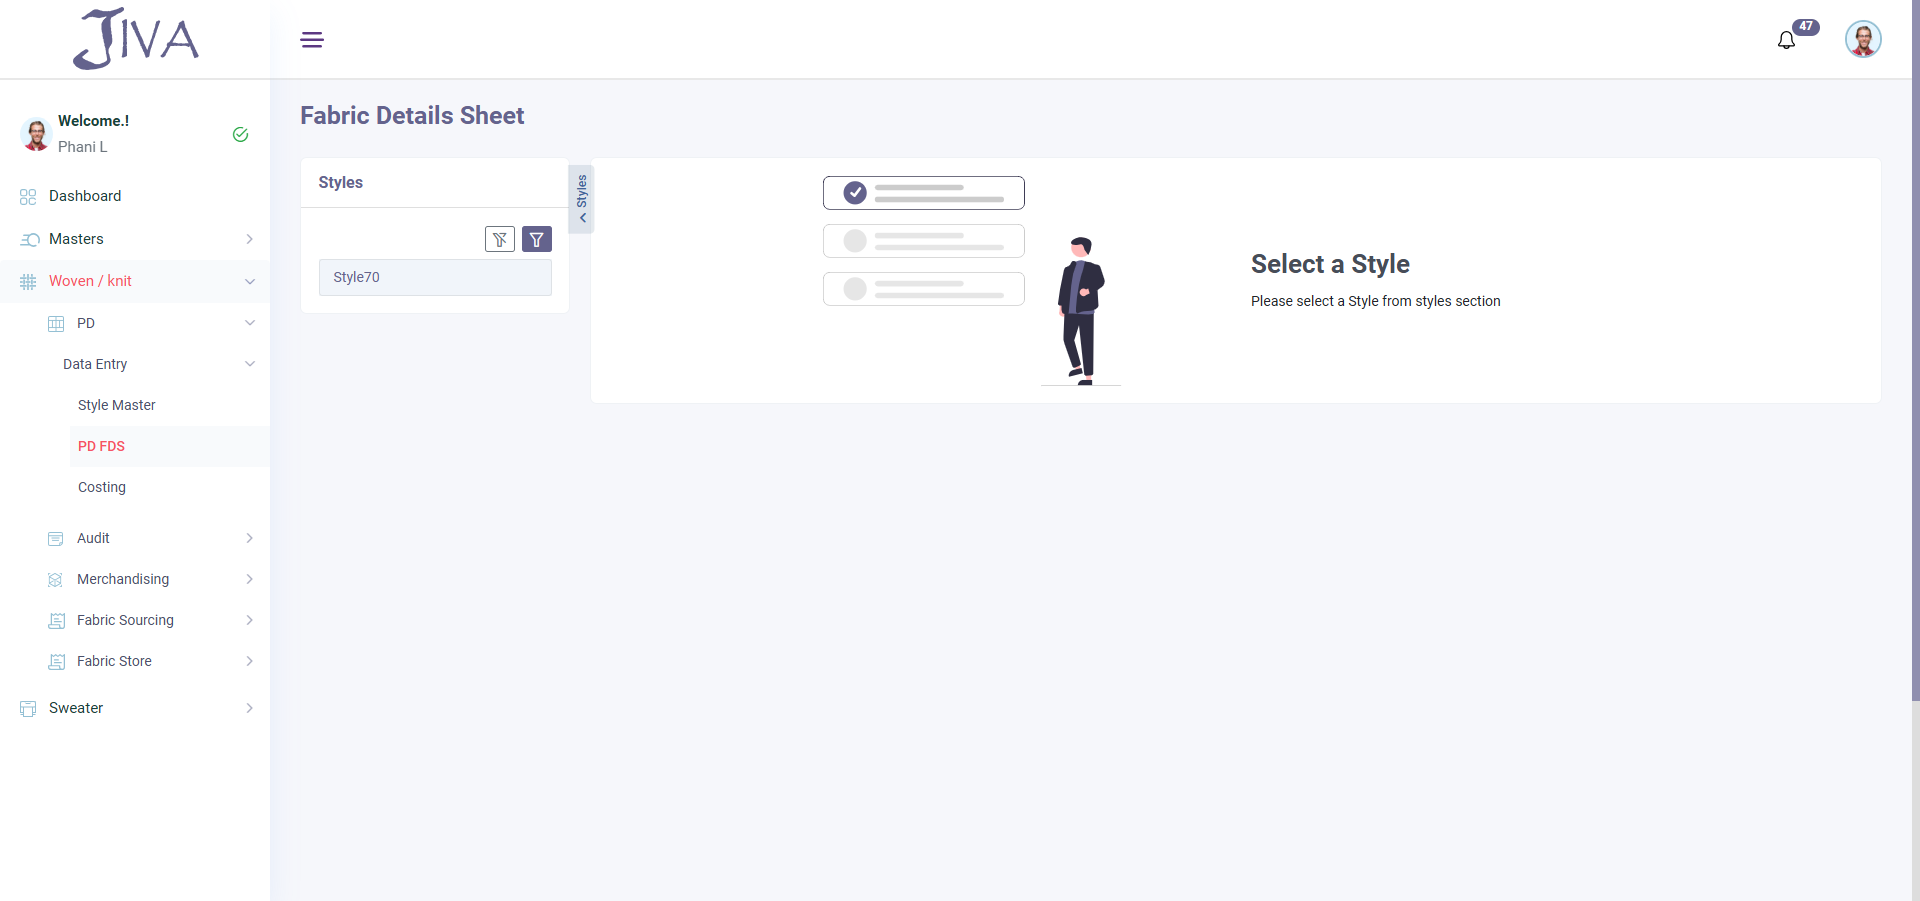 JIVA
47
Welcome.!
Phani L
Dashboard
Masters
Woven / knit
PD
Data Entry
Style Master
PD FDS
Costing
Audit
Merchandising
Fabric Sourcing
Fabric Store
Sweater
Fabric Details Sheet
Styles
Style70
Styles
Select a Style
Please select a Style from styles section